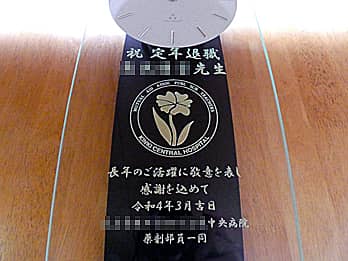 祝 定年退職
先生
KINKI CENTRAL HOSPITAL
長年のご活躍に敬意を表し
感謝を込めて
令和4年3月吉日
中央病院
薬剤部員一同